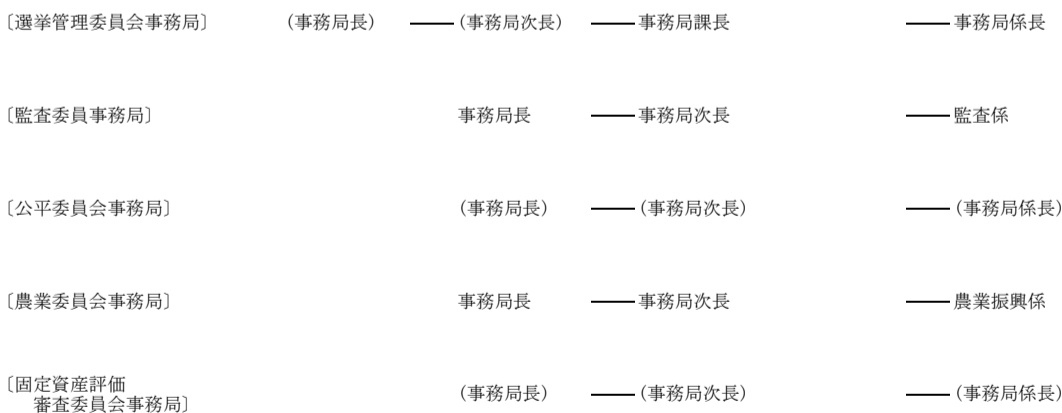 〔選挙管理委員会事務局〕 (事務局長) (事務局次長) 事務局課長 事務局係長
〔監査委員事務局〕 事務局長 事務局次長 監査係
〔公平委員会事務局〕 (事務局長) (事務局次長) (事務局係長)
〔農業委員会事務局〕 事務局長 事務局次長 農業振興係
〔固定資産評価
審査委員会事務局〕 (事務局長) (事務局次長) (事務局係長)